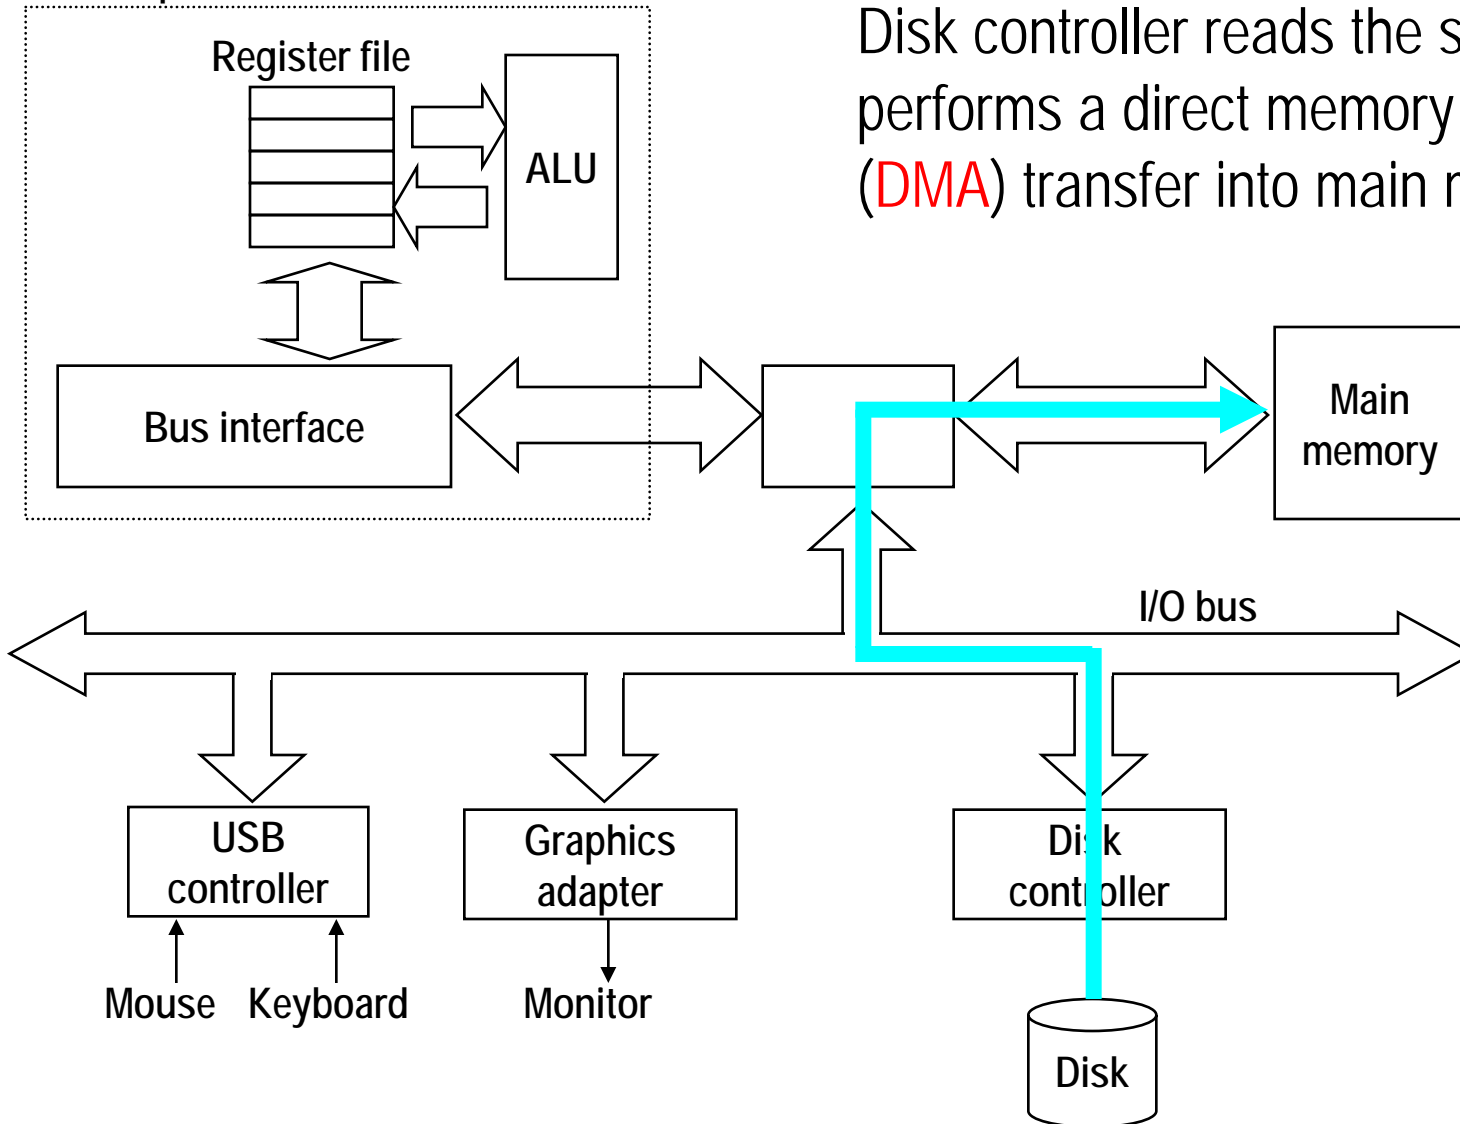 Disk controller reads the s
performs a direct memory
(DMA) transfer into main
Register file
ALU
Bus interface
Main
memory
I/O bus
USB
controller
Graphics
adapter
Disk
controller
Mouse
Keyboard
Monitor
Disk